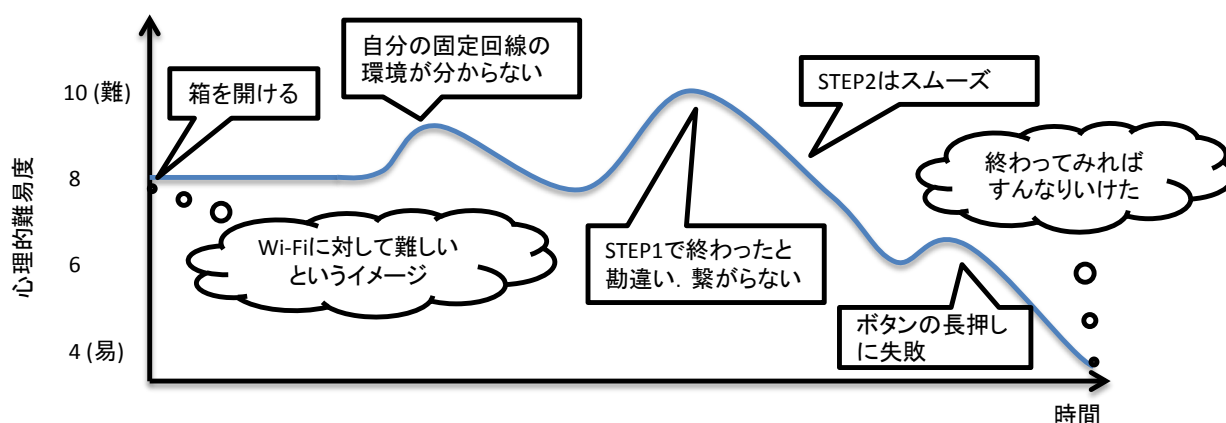 自分の固定回線の
環境が分からない
箱を開ける
STEP2はスムーズ
10 (難)
8
6
4 (易)
心理的難易度
終わってみれば
すんなりいけた
Wi-Fiに対して難しい
というイメージ
STEP1で終わったと
勘違い．繋がらない
ボタンの長押し
に失敗
時間